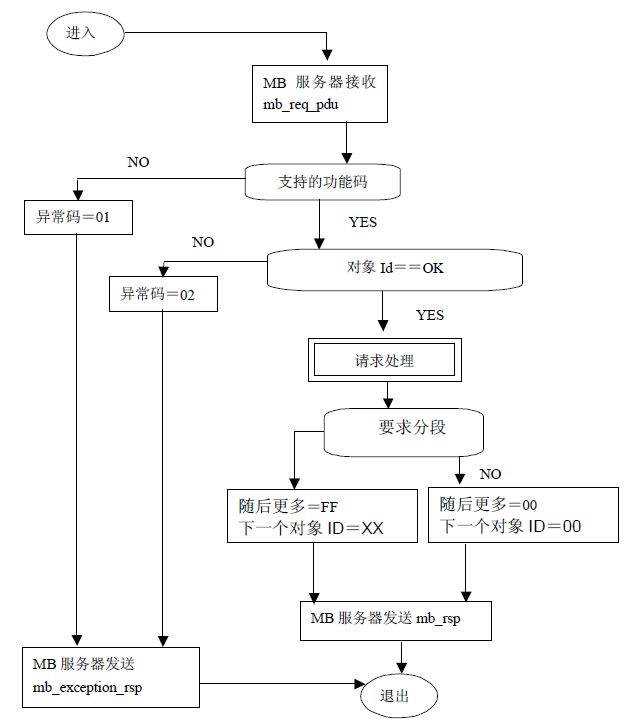 进入
MB 服务器接收
mb_req_pdu
NO
支持的功能码
异常码＝01
YES
NO
对象 Id＝＝OK
异常码＝02
YES
请求处理
要求分段
NO
随后更多＝FF
下一个对象 ID＝XX
随后更多＝00
下一个对象 ID＝00
MB 服务器发送 mb_rsp
MB 服务器发送
mb_exception_rsp
退出